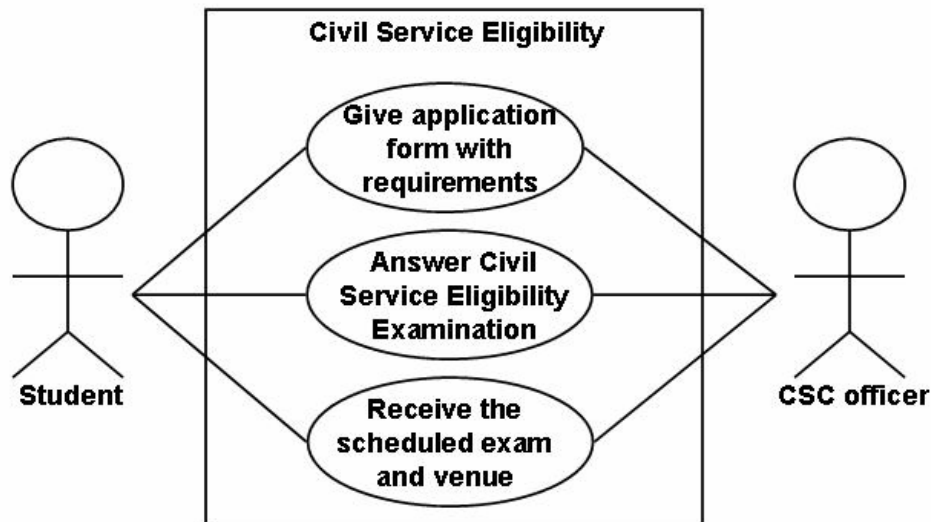 Civil Service Eligibility
Give application
form with
requirements
Answer Civil
Service Eligibility
Examination
Student
CSC officer
Receive the
scheduled exam
and venue